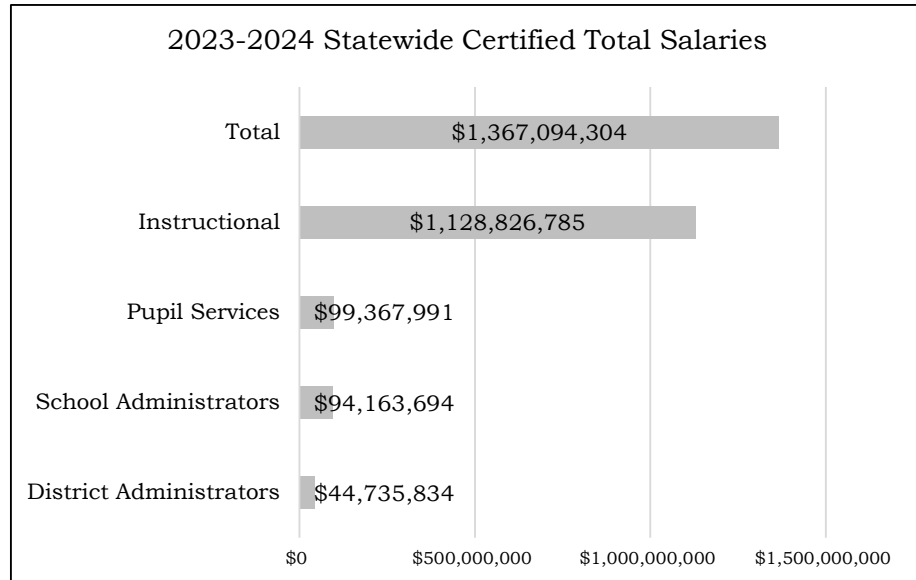 2023-2024 Statewide Certified Total Salaries
Total
$1,367,094,304
Instructional
$1,128,826,785
Pupil Services
$99,367,991
School Administrators
$94,163,694
District Administrators
$44,735,834
$0 $500,000,000 $1,000,000,000 $1,500,000,000